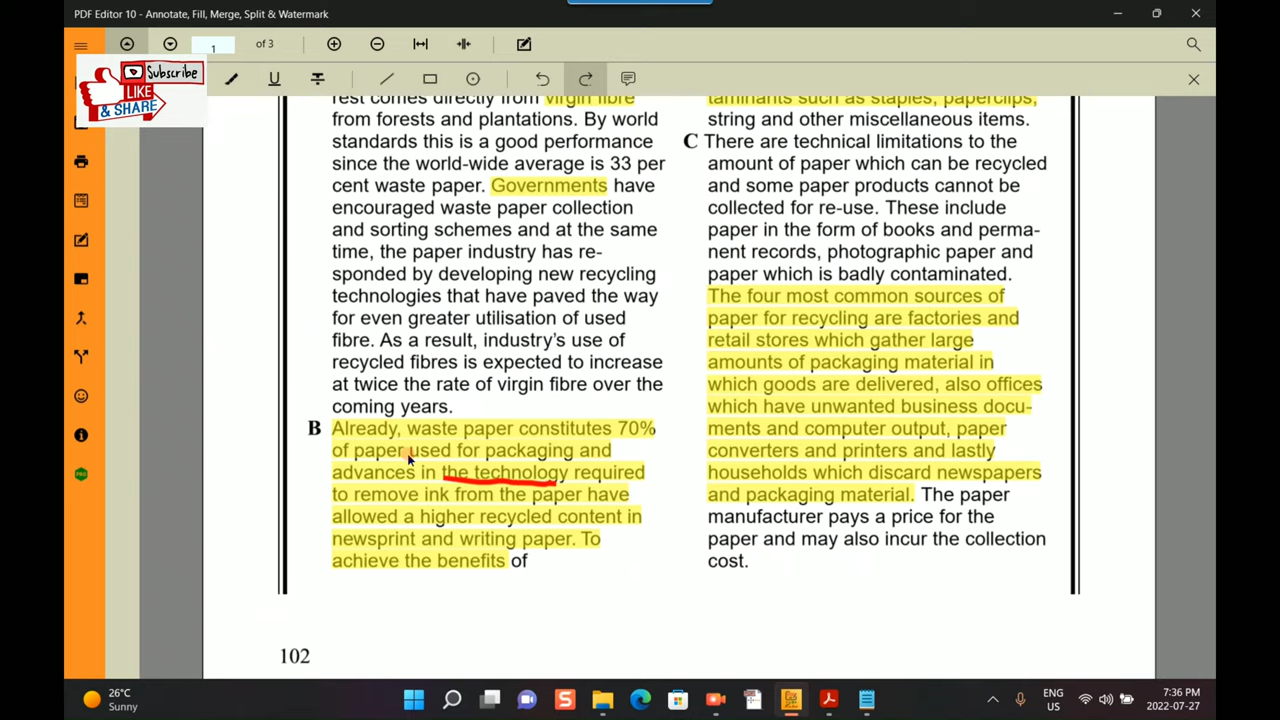 PDF Editor 10 - Annotate, Fill, Merge, Split & Watermark
1 of 3
Subscribe
LIKE
& SHARE
rest comes directly from virgin fibre
from forests and plantations. By world
standards this is a good performance
since the world-wide average is 33 per
cent waste paper. Governments have
encouraged waste paper collection
and sorting schemes and at the same
time, the paper industry has re-
sponded by developing new recycling
technologies that have paved the way
for even greater utilisation of used
fibre. As a result, industry's use of
recycled fibres is expected to increase
at twice the rate of virgin fibre over the
coming years.
B Already, waste paper constitutes 70%
of paper used for packaging and
advances in the technology required
to remove ink from the paper have
allowed a higher recycled content in
newsprint and writing paper. To
achieve the benefits of
taminants such as staples, paperclips,
string and other miscellaneous items.
C There are technical limitations to the
amount of paper which can be recycled
and some paper products cannot be
collected for re-use. These include
paper in the form of books and perma-
nent records, photographic paper and
paper which is badly contaminated.
The four most common sources of
paper for recycling are factories and
retail stores which gather large
amounts of packaging material in
which goods are delivered, also offices
which have unwanted business docu-
ments and computer output, paper
converters and printers and lastly
households which discard newspapers
and packaging material. The paper
manufacturer pays a price for the
paper and may also incur the collection
cost.
102
26°C
Sunny
ENG
US
7:36 PM
2022-07-27